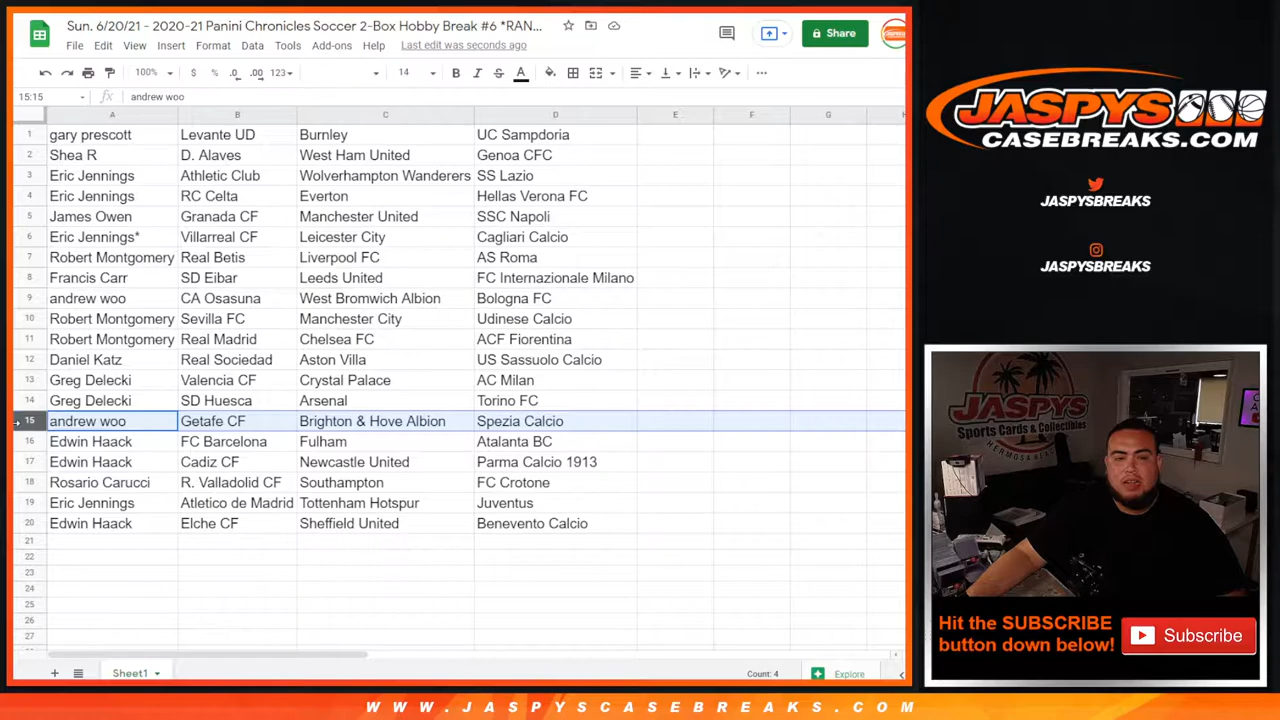 Sun. 6/20/21 - 2020-21 Panini Chronicles Soccer 2-Box Hobby Break #6 *RAN...
File Edit View Insert Format Data Tools Add-ons Help Last edit was seconds ago
Share
100% $ % .0 .00 123 14 B I S A
15:15 fx andrew woo
A B C D E F G H
1 gary prescott Levante UD Burnley UC Sampdoria
2 Shea R D. Alaves West Ham United Genoa CFC
3 Eric Jennings Athletic Club Wolverhampton Wanderers SS Lazio
4 Eric Jennings RC Celta Everton Hellas Verona FC
5 James Owen Granada CF Manchester United SSC Napoli
6 Eric Jennings* Villarreal CF Leicester City Cagliari Calcio
7 Robert Montgomery Real Betis Liverpool FC AS Roma
8 Francis Carr SD Eibar Leeds United FC Internazionale Milano
9 andrew woo CA Osasuna West Bromwich Albion Bologna FC
10 Robert Montgomery Sevilla FC Manchester City Udinese Calcio
11 Robert Montgomery Real Madrid Chelsea FC ACF Fiorentina
12 Daniel Katz Real Sociedad Aston Villa US Sassuolo Calcio
13 Greg Delecki Valencia CF Crystal Palace AC Milan
14 Greg Delecki SD Huesca Arsenal Torino FC
15 andrew woo Getafe CF Brighton & Hove Albion Spezia Calcio
16 Edwin Haack FC Barcelona Fulham Atalanta BC
17 Edwin Haack Cadiz CF Newcastle United Parma Calcio 1913
18 Rosario Carucci R. Valladolid CF Southampton FC Crotone
19 Eric Jennings Atletico de Madrid Tottenham Hotspur Juventus
20 Edwin Haack Elche CF Sheffield United Benevento Calcio
21
22
23
24
25
26
27
Sheet1 Count: 4 Explore
JASPYS
CASEBREAKS.COM
JASPYSBREAKS
JASPYSBREAKS
JASPYS
Sports Cards & Collectibles
HERMOSA BEACH
Hit the SUBSCRIBE
button down below!
Subscribe
WWW.JASPYSCASEBREAKS.COM